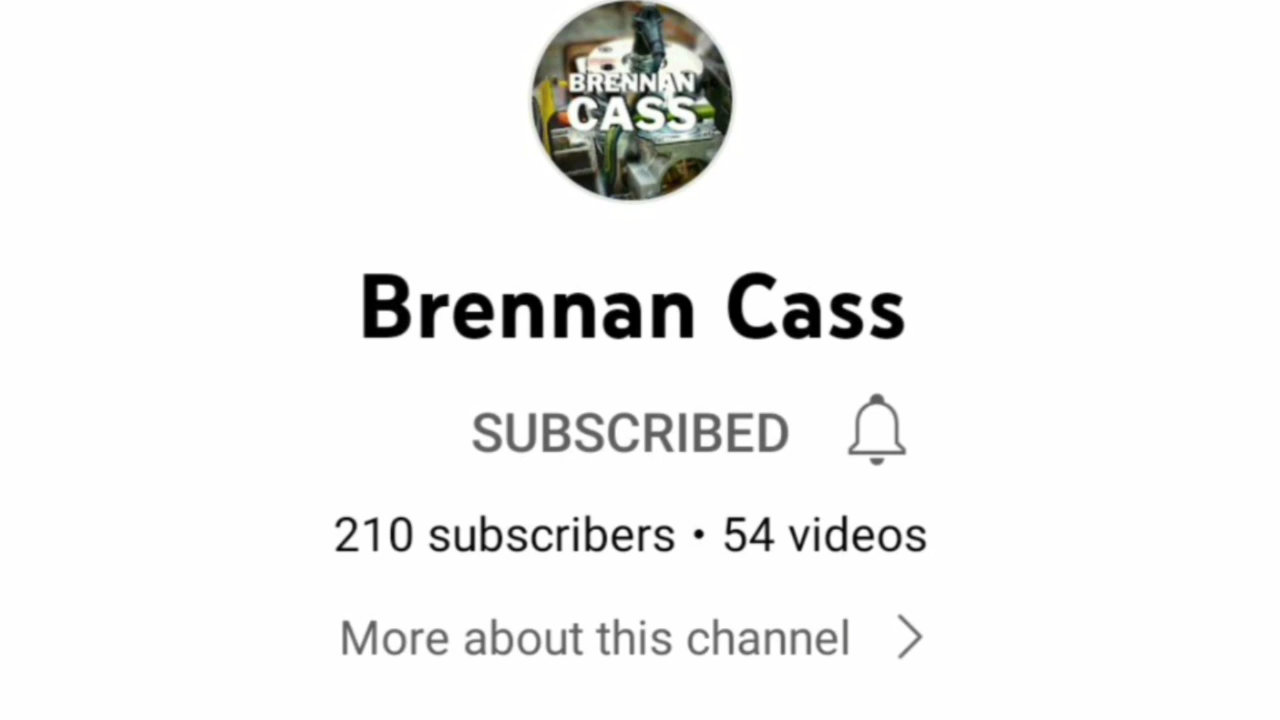 BRENNAN
CASS
Brennan Cass
SUBSCRIBED
210 subscribers • 54 videos
More about this channel